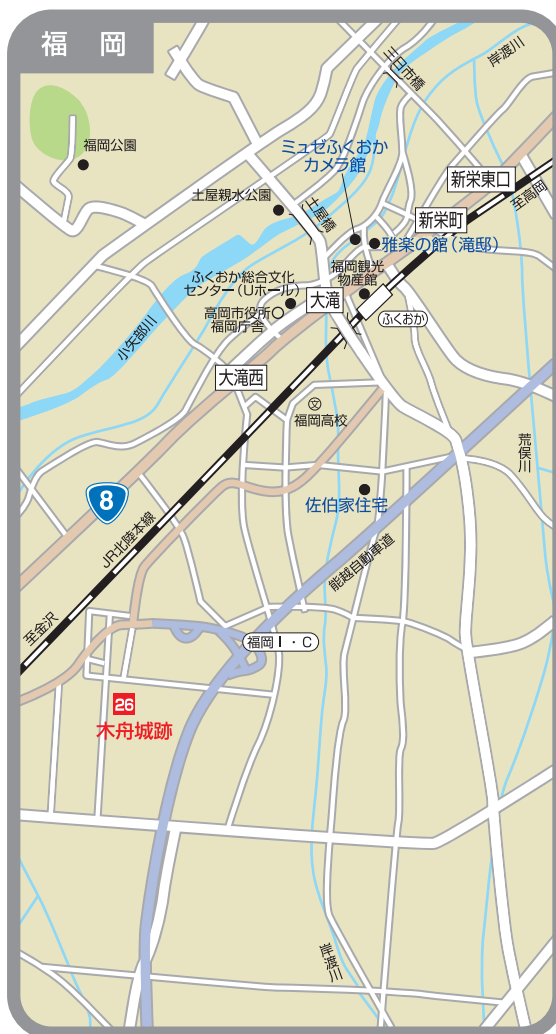 福岡
三日市橋
岸渡川
福岡公園
ミュゼふくおか
カメラ館
土屋親水公園
土屋橋
新栄東口
至高岡
新栄町
雅楽の館(滝邸)
福岡観光
物産館
ふくおか総合文化
センター(Uホール)
高岡市役所
福岡庁舎
大滝
ふくおか
小矢部川
大滝西
文
福岡高校
荒俣川
8
佐伯家住宅
JR北陸本線
能越自動車道
至金沢
福岡I・C
26
木舟城跡
岸渡川